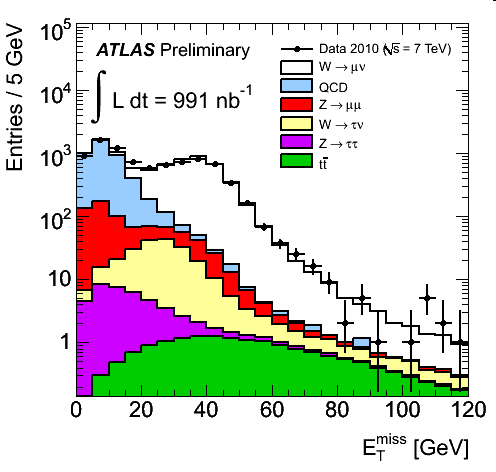 ATLAS Preliminary
∫ L dt = 991 nb⁻¹
Data 2010 (√s = 7 TeV)
W → μν
QCD
Z → μμ
W → τν
Z → ττ
tt̅
Entries / 5 GeV
10⁵
10⁴
10³
10²
10
1
0 20 40 60 80 100 120
E_T^miss [GeV]